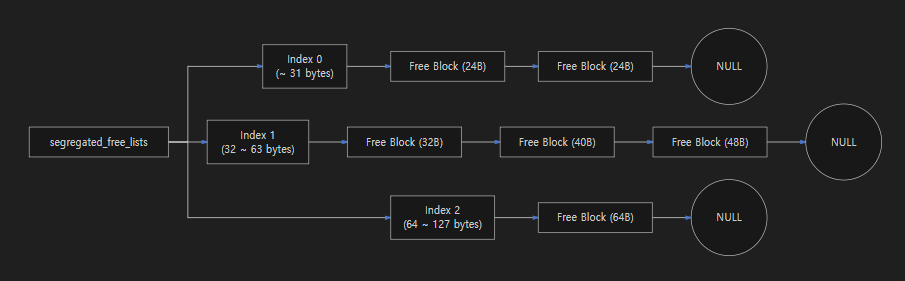 segregated_free_lists
Index 0
(~ 31 bytes)
Free Block (24B)
Free Block (24B)
NULL
Index 1
(32 ~ 63 bytes)
Free Block (32B)
Free Block (40B)
Free Block (48B)
NULL
Index 2
(64 ~ 127 bytes)
Free Block (64B)
NULL